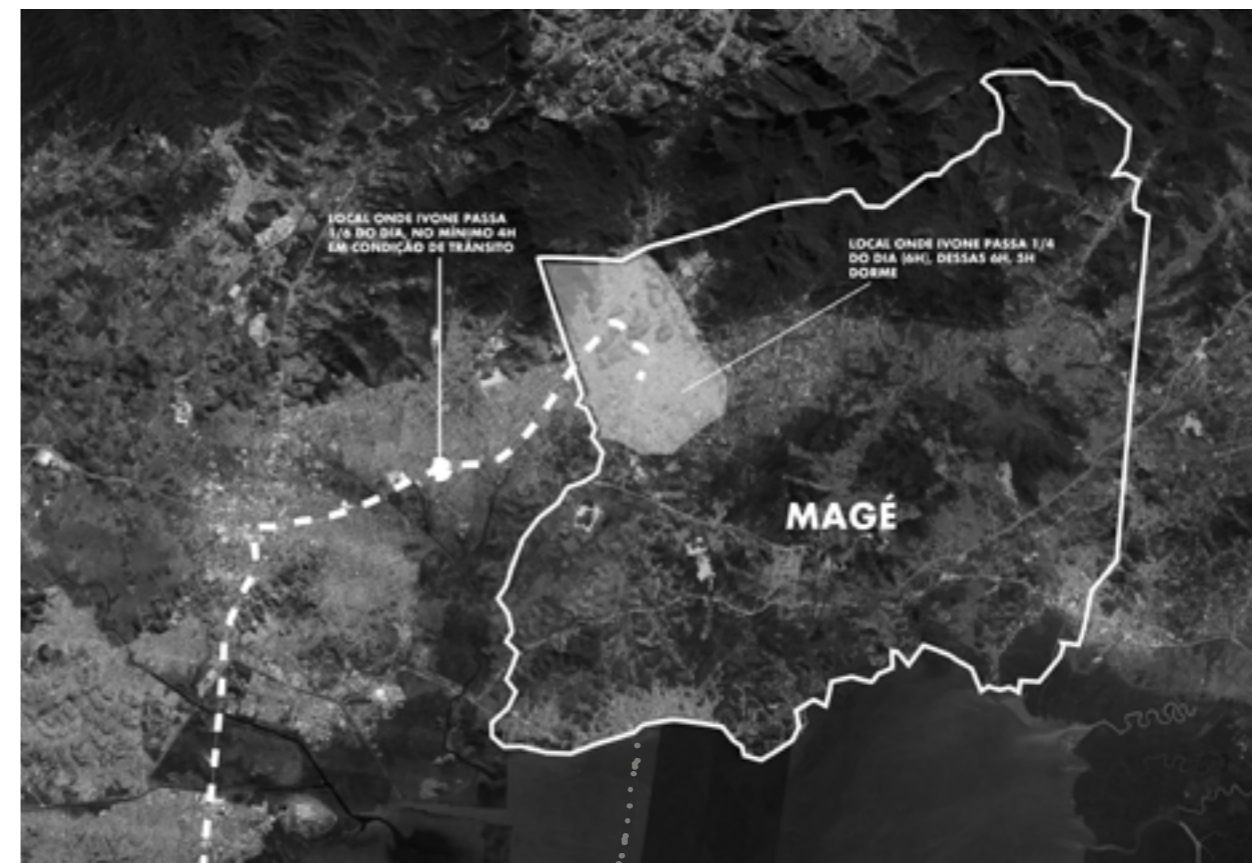 LOCAL ONDE IVONE PASSA
1/6 DO DIA, NO MÍNIMO 4H
EM CONDIÇÃO DE TRÂNSITO
LOCAL ONDE IVONE PASSA 1/4
DO DIA (6H), DESSAS 6H, 5H
DORME
MAGÉ